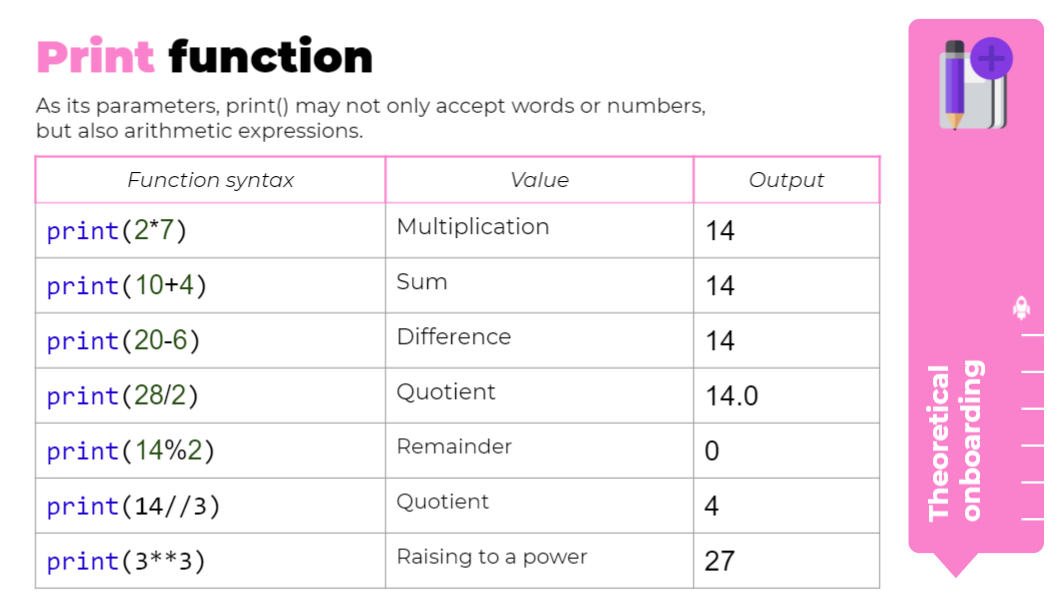 Print function
As its parameters, print() may not only accept words or numbers,
but also arithmetic expressions.
Function syntax Value Output
print(2*7) Multiplication 14
print(10+4) Sum 14
print(20-6) Difference 14
print(28/2) Quotient 14.0
print(14%2) Remainder 0
print(14//3) Quotient 4
print(3**3) Raising to a power 27
Theoretical
onboarding